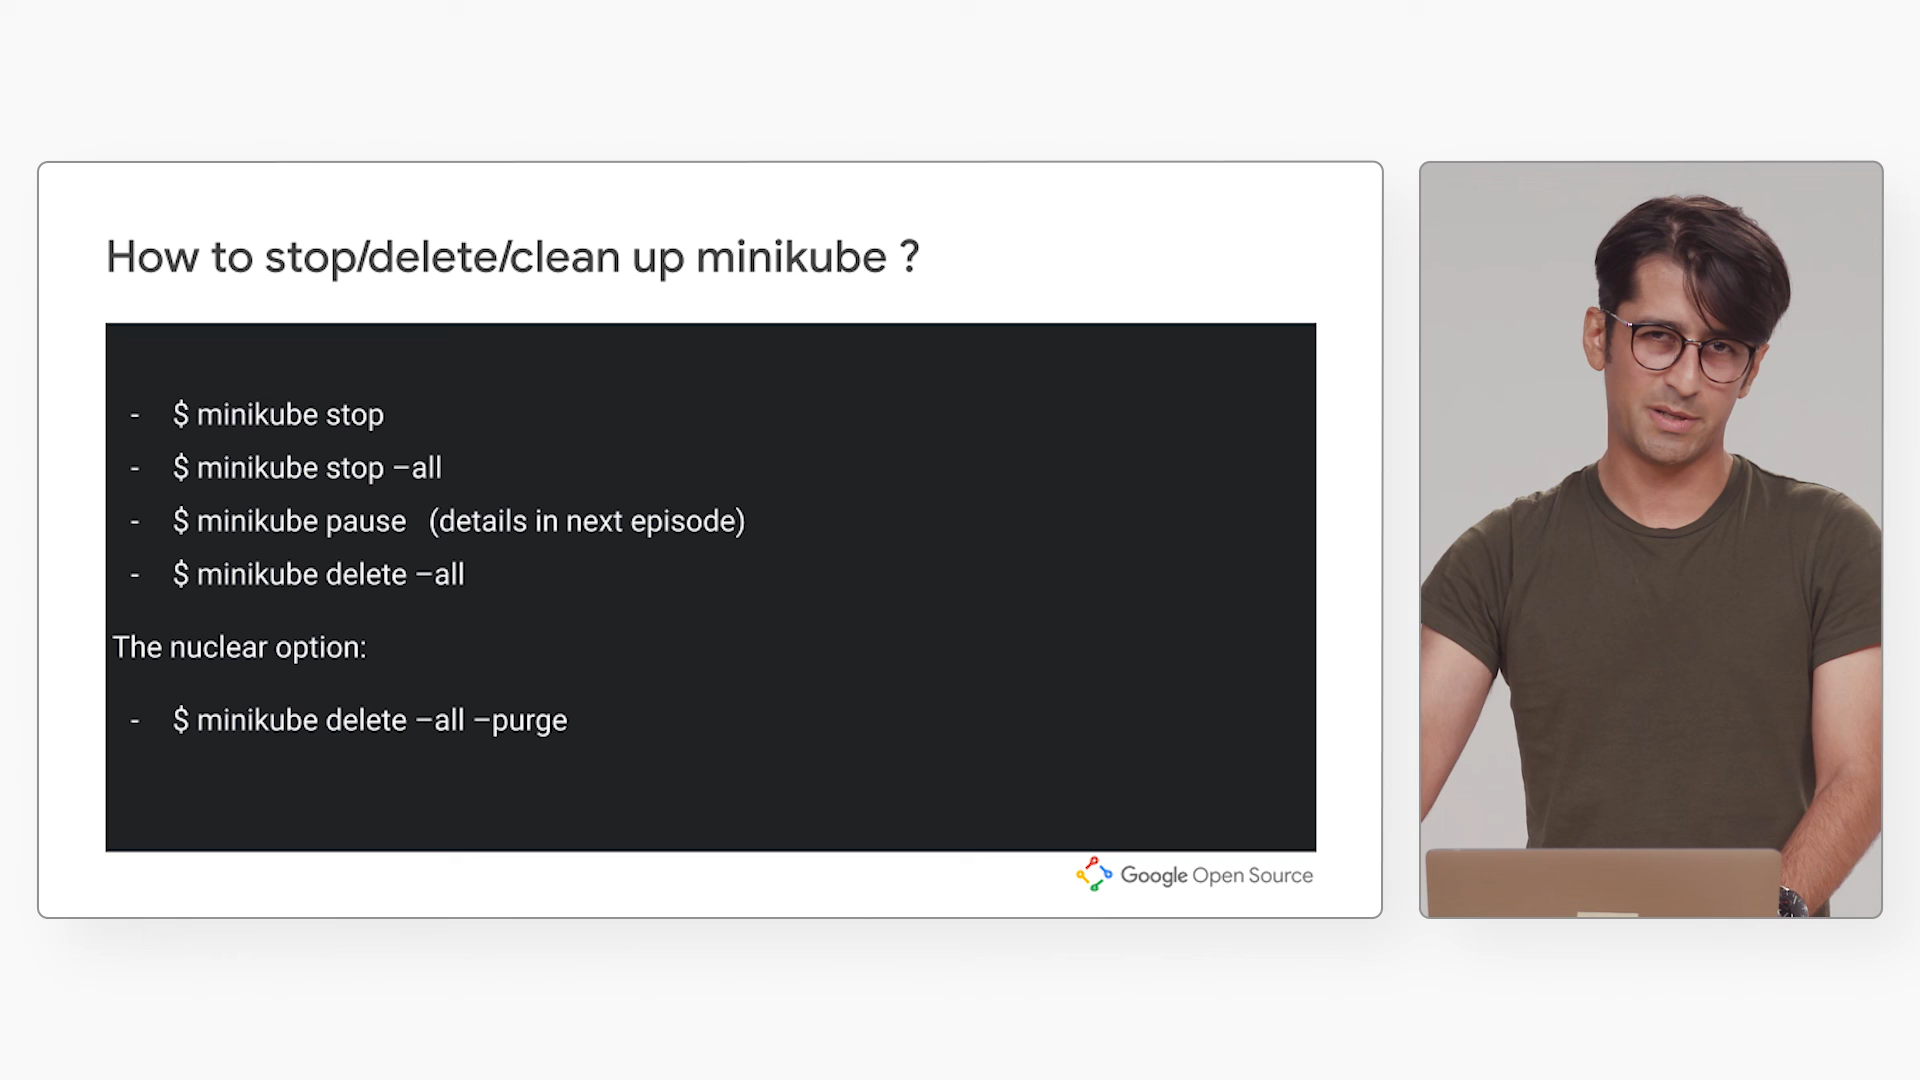 How to stop/delete/clean up minikube ?
- $ minikube stop
- $ minikube stop –all
- $ minikube pause (details in next episode)
- $ minikube delete –all
The nuclear option:
- $ minikube delete –all –purge
Google Open Source